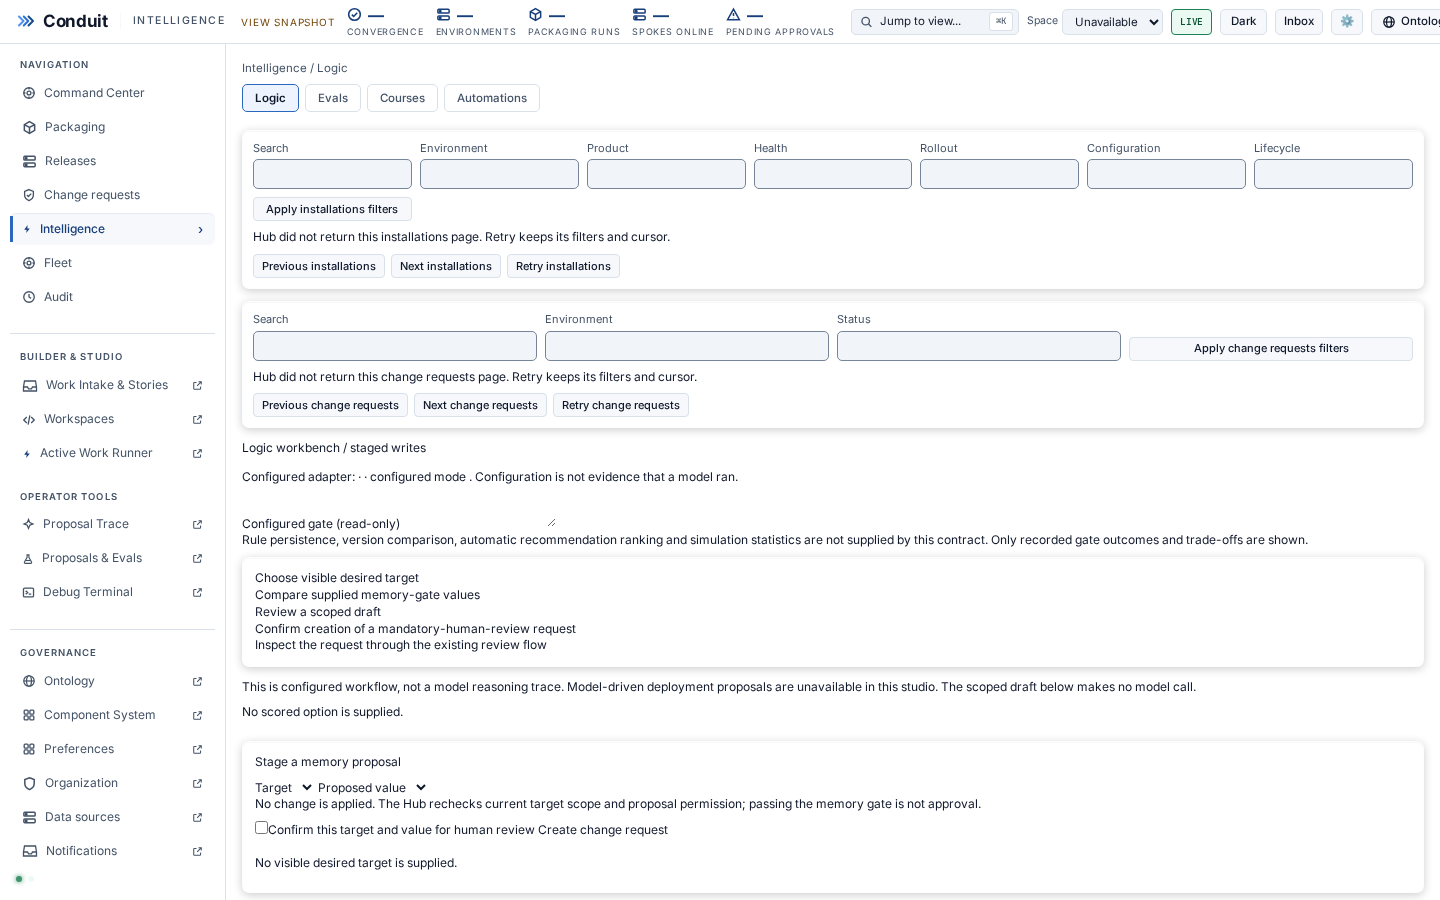 Conduit
INTELLIGENCE
VIEW SNAPSHOT
— CONVERGENCE
— ENVIRONMENTS
— PACKAGING RUNS
— SPOKES ONLINE
— PENDING APPROVALS
Jump to view... ⌘K
Space Unavailable
LIVE
Dark
Inbox
NAVIGATION
Command Center
Packaging
Releases
Change requests
Intelligence ›
Fleet
Audit
BUILDER & STUDIO
Work Intake & Stories
Workspaces
Active Work Runner
OPERATOR TOOLS
Proposal Trace
Proposals & Evals
Debug Terminal
GOVERNANCE
Ontology
Component System
Preferences
Organization
Data sources
Notifications
Intelligence / Logic
Logic Evals Courses Automations
Search Environment Product Health Rollout Configuration Lifecycle
Apply installations filters
Hub did not return this installations page. Retry keeps its filters and cursor.
Previous installations Next installations Retry installations
Search Environment Status
Apply change requests filters
Hub did not return this change requests page. Retry keeps its filters and cursor.
Previous change requests Next change requests Retry change requests
Logic workbench / staged writes
Configured adapter: · · configured mode . Configuration is not evidence that a model ran.
Configured gate (read-only)
Rule persistence, version comparison, automatic recommendation ranking and simulation statistics are not supplied by this contract. Only recorded gate outcomes and trade-offs are shown.
Choose visible desired target
Compare supplied memory-gate values
Review a scoped draft
Confirm creation of a mandatory-human-review request
Inspect the request through the existing review flow
This is configured workflow, not a model reasoning trace. Model-driven deployment proposals are unavailable in this studio. The scoped draft below makes no model call.
No scored option is supplied.
Stage a memory proposal
Target Proposed value
No change is applied. The Hub rechecks current target scope and proposal permission; passing the memory gate is not approval.
Confirm this target and value for human review Create change request
No visible desired target is supplied.